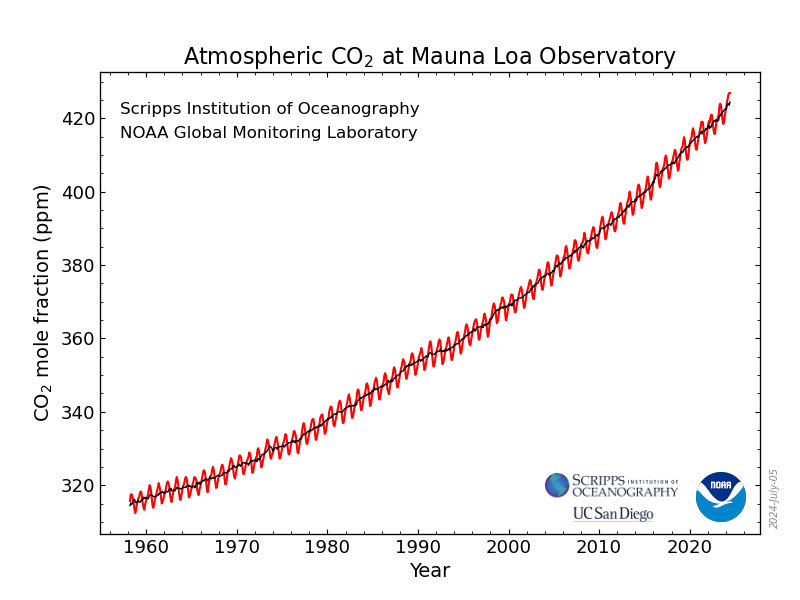 Atmospheric CO₂ at Mauna Loa Observatory
Scripps Institution of Oceanography
NOAA Global Monitoring Laboratory
CO₂ mole fraction (ppm)
420
400
380
360
340
320
SCRIPPS INSTITUTION OF
OCEANOGRAPHY
UC San Diego
NOAA
2024-July-05
1960 1970 1980 1990 2000 2010 2020
Year